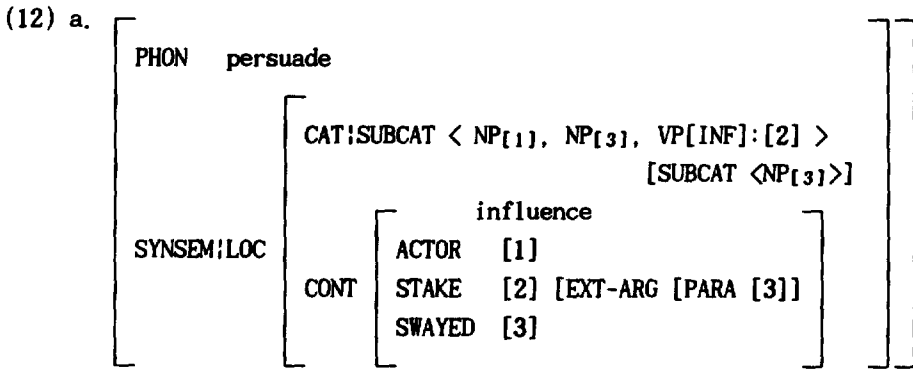 (12) a.
PHON persuade
CAT¦SUBCAT < NP[1], NP[3], VP[INF]:[2] >
[SUBCAT <NP[3]>]
influence
SYNSEM¦LOC
ACTOR [1]
CONT
STAKE [2] [EXT-ARG [PARA [3]]
SWAYED [3]